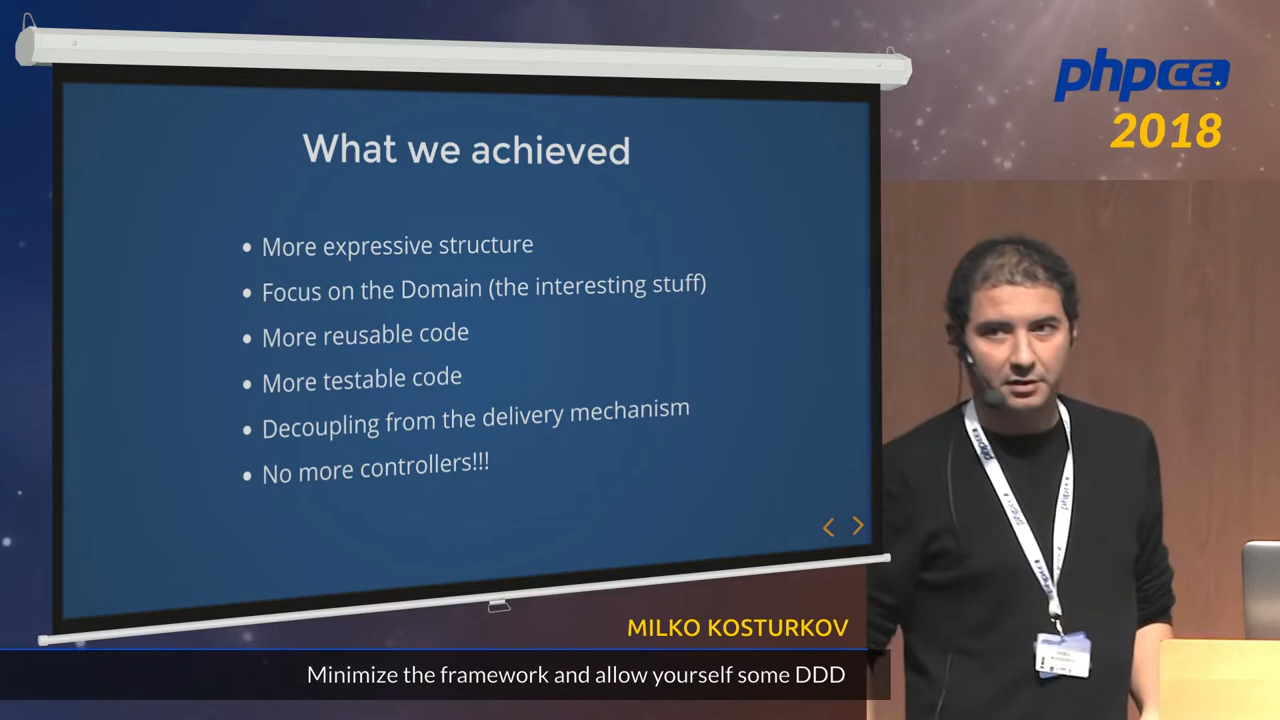 What we achieved
More expressive structure
Focus on the Domain (the interesting stuff)
More reusable code
More testable code
Decoupling from the delivery mechanism
No more controllers!!!
phpCE
2018
MILKO KOSTURKOV
Minimize the framework and allow yourself some DDD